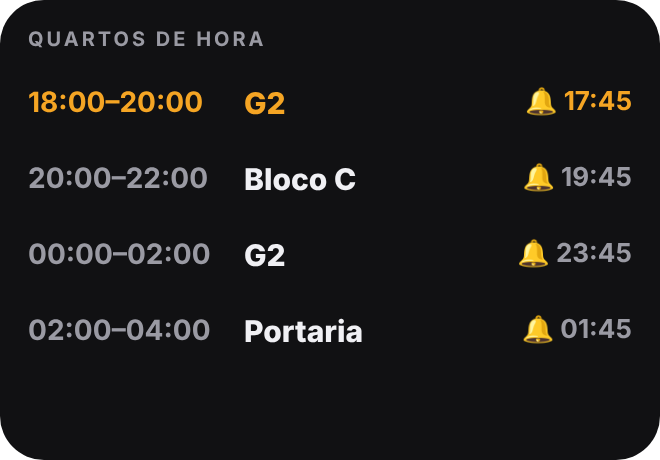 QUARTOS DE HORA
18:00–20:00 G2 🔔 17:45
20:00–22:00 Bloco C 🔔 19:45
00:00–02:00 G2 🔔 23:45
02:00–04:00 Portaria 🔔 01:45